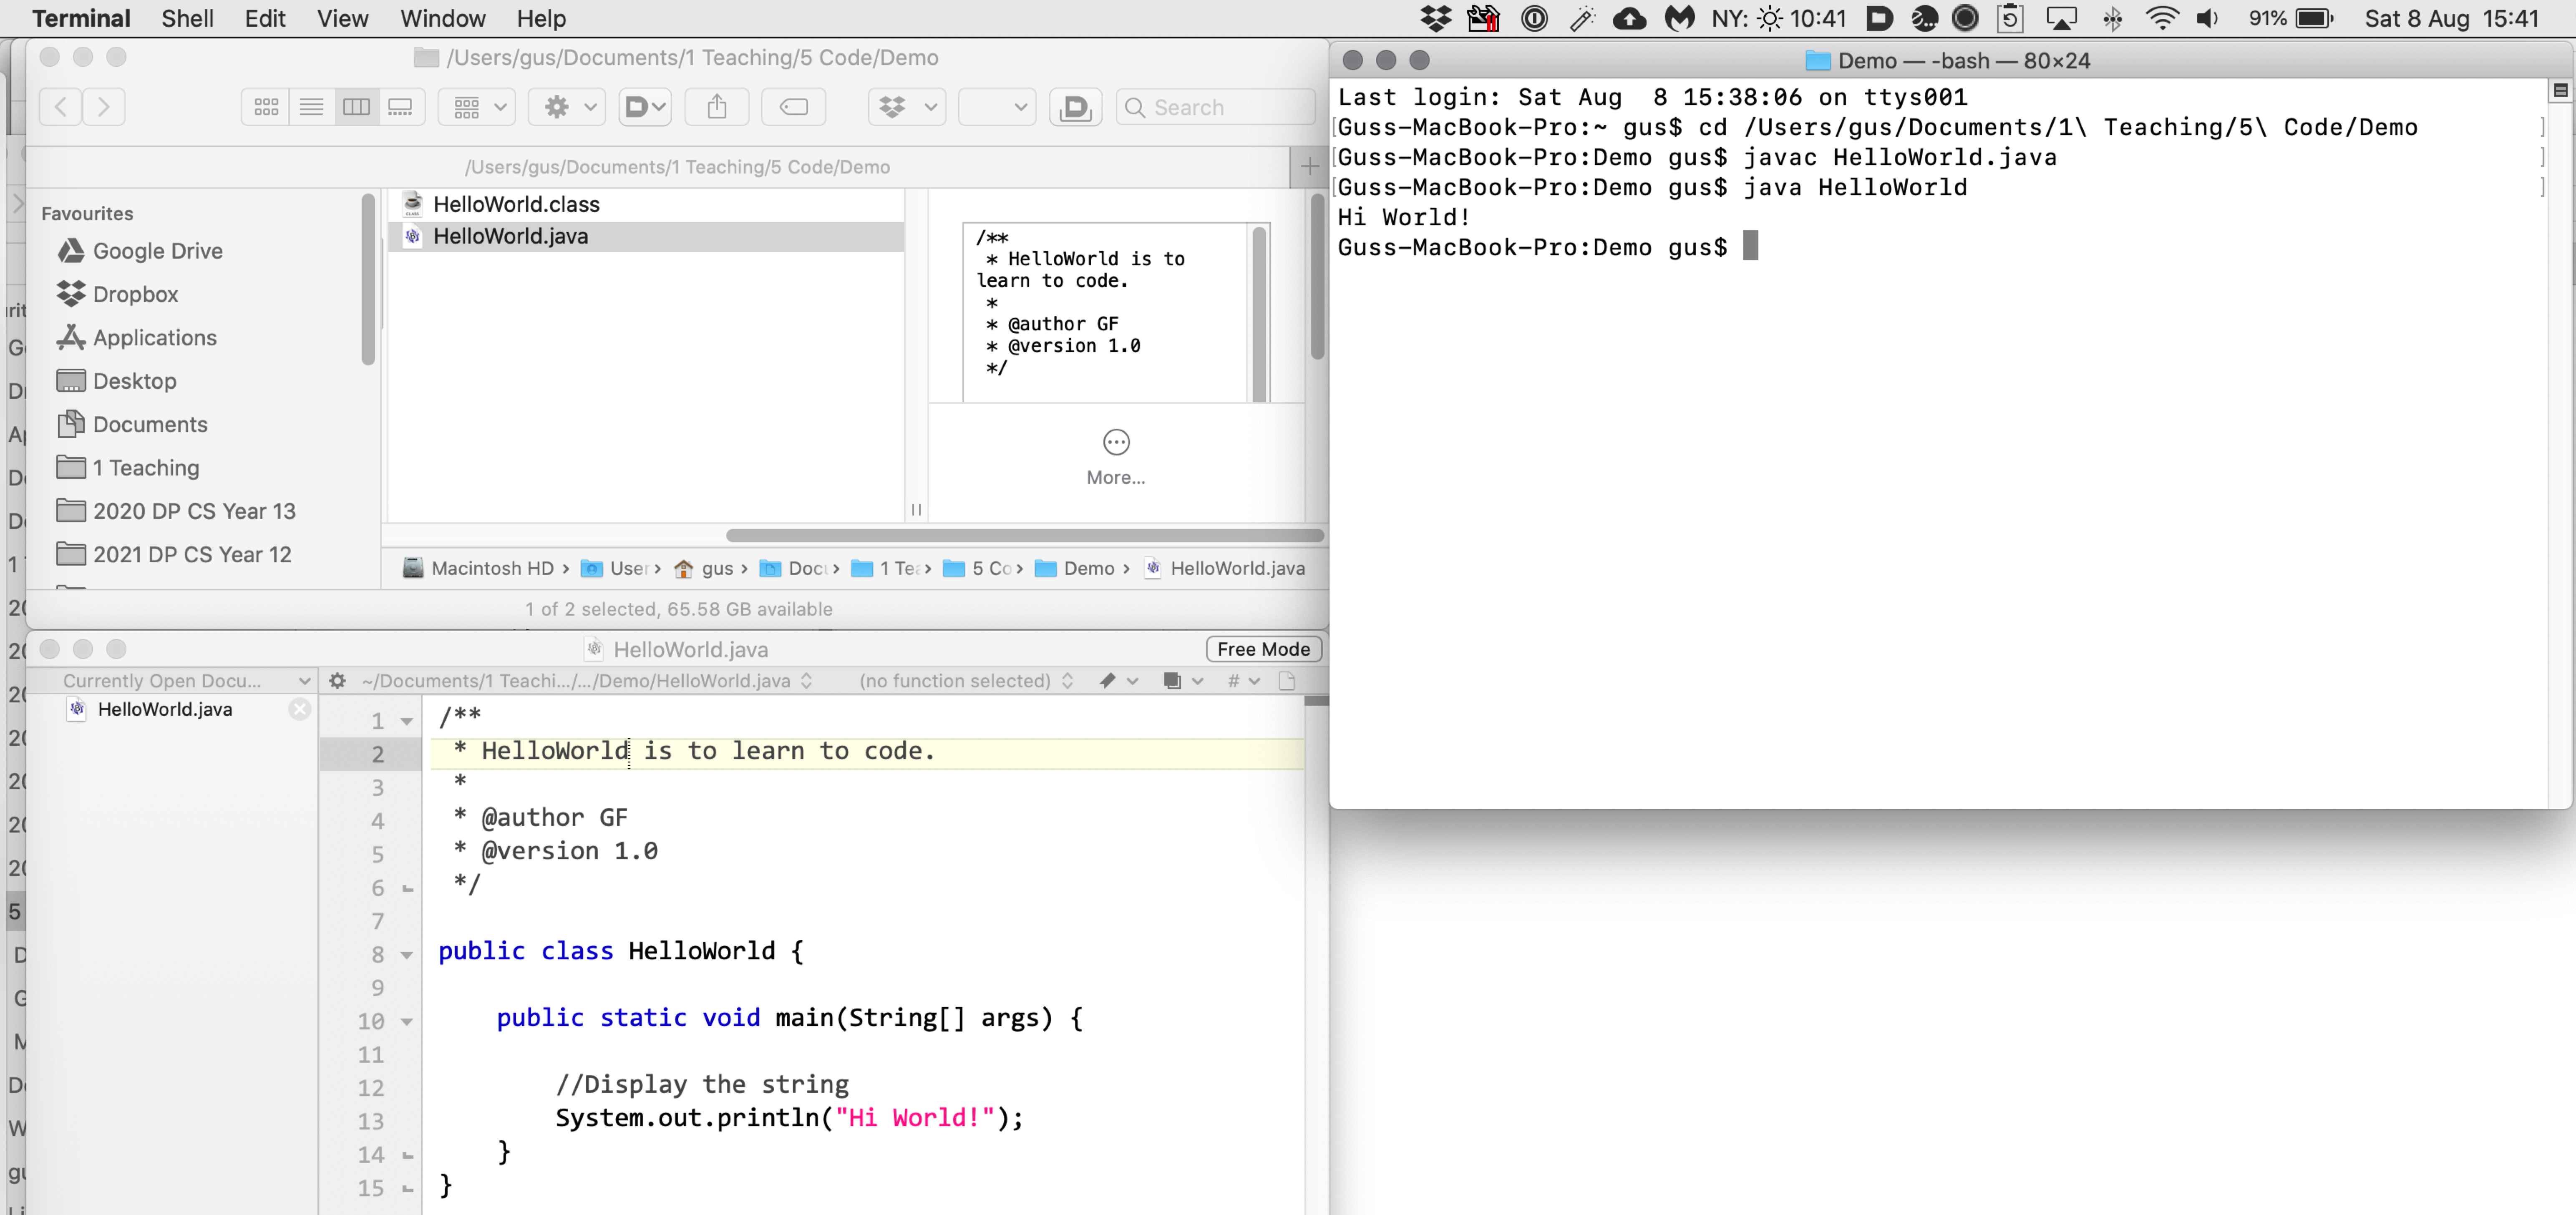 Terminal Shell Edit View Window Help NY: 10:41 91% Sat 8 Aug 15:41
/Users/gus/Documents/1 Teaching/5 Code/Demo
Search
/Users/gus/Documents/1 Teaching/5 Code/Demo
Favourites
Google Drive
Dropbox
Applications
Desktop
Documents
1 Teaching
2020 DP CS Year 13
2021 DP CS Year 12
HelloWorld.class
HelloWorld.java
/**
* HelloWorld is to
learn to code.
*
* @author GF
* @version 1.0
*/
More...
Macintosh HD › User › gus › Docu › 1 Tea › 5 Co › Demo › HelloWorld.java
1 of 2 selected, 65.58 GB available
Demo — -bash — 80×24
Last login: Sat Aug  8 15:38:06 on ttys001
[Guss-MacBook-Pro:~ gus$ cd /Users/gus/Documents/1\ Teaching/5\ Code/Demo ]
[Guss-MacBook-Pro:Demo gus$ javac HelloWorld.java ]
[Guss-MacBook-Pro:Demo gus$ java HelloWorld ]
Hi World!
Guss-MacBook-Pro:Demo gus$
HelloWorld.java
Free Mode
Currently Open Docu...
~/Documents/1 Teachi.../.../Demo/HelloWorld.java (no function selected) #
HelloWorld.java
1 /**
2 * HelloWorld is to learn to code.
3 *
4 * @author GF
5 * @version 1.0
6 */
7
8 public class HelloWorld {
9
10 public static void main(String[] args) {
11
12 //Display the string
13 System.out.println("Hi World!");
14 }
15 }